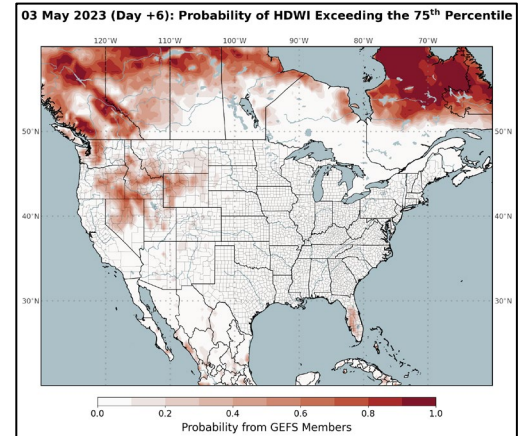 03 May 2023 (Day +6): Probability of HDWI Exceeding the 75th Percentile
120°W 110°W 100°W 90°W 80°W 70°W
50°N 50°N
40°N 40°N
30°N 30°N
0.0 0.2 0.4 0.6 0.8 1.0
Probability from GEFS Members